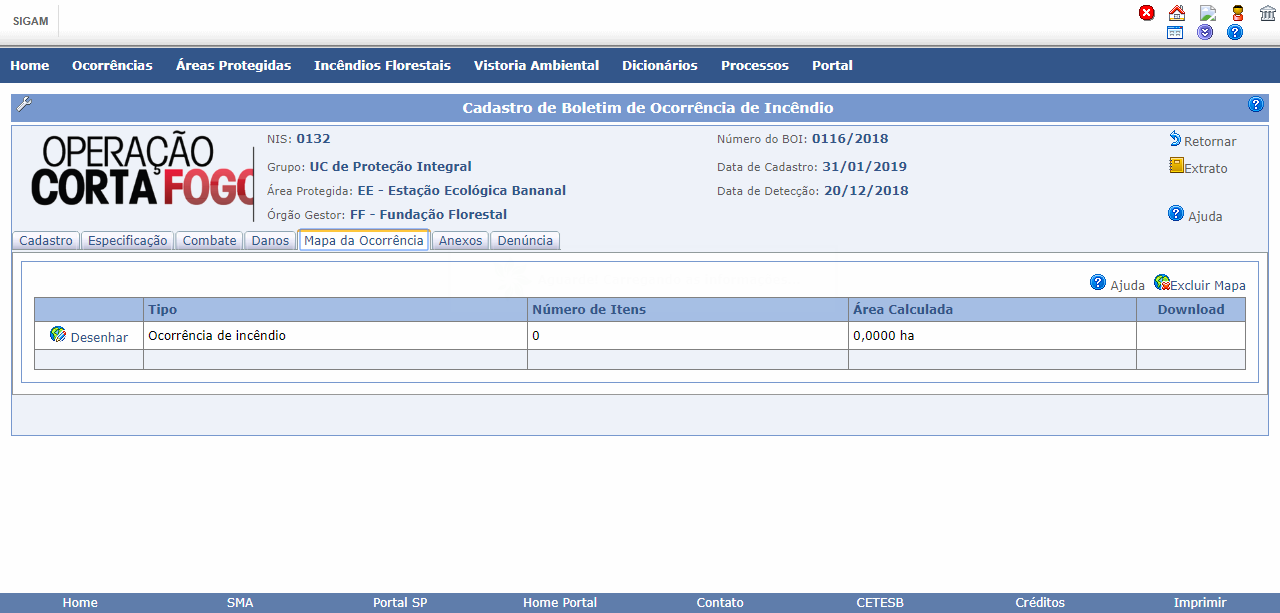 SIGAM
Home Ocorrências Áreas Protegidas Incêndios Florestais Vistoria Ambiental Dicionários Processos Portal
Cadastro de Boletim de Ocorrência de Incêndio
OPERAÇÃO
CORTA FOGO
NIS: 0132
Número do BOI: 0116/2018
Retornar
Grupo: UC de Proteção Integral
Data de Cadastro: 31/01/2019
Extrato
Área Protegida: EE - Estação Ecológica Bananal
Data de Detecção: 20/12/2018
Órgão Gestor: FF - Fundação Florestal
Ajuda
Cadastro Especificação Combate Danos Mapa da Ocorrência Anexos Denúncia
Ajuda Excluir Mapa
Tipo Número de Itens Área Calculada Download
Desenhar Ocorrência de incêndio 0 0,0000 ha
Home SMA Portal SP Home Portal Contato CETESB Créditos Imprimir